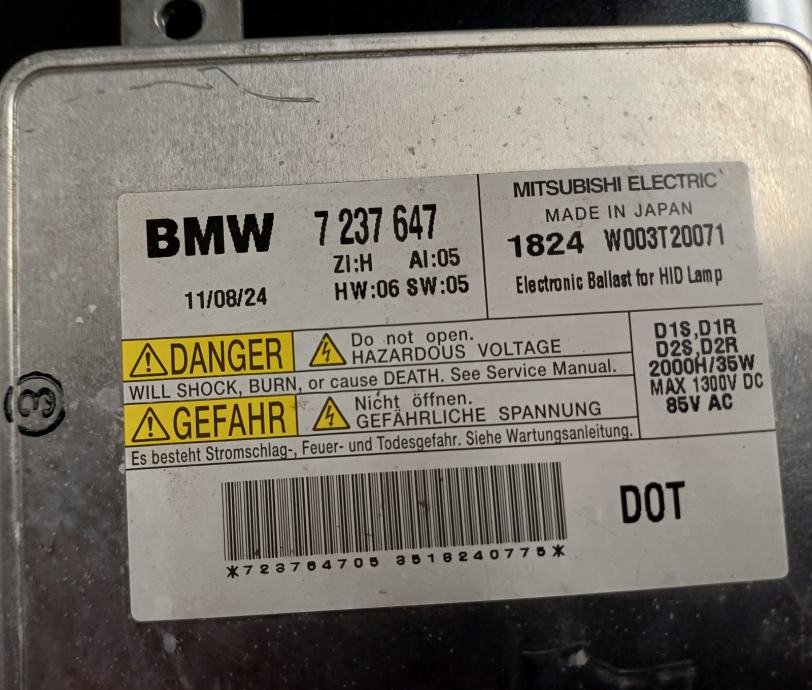 BMW 7 237 647
ZI:H AI:05
11/08/24 HW:06 SW:05
MITSUBISHI ELECTRIC
MADE IN JAPAN
1824 W003T20071
Electronic Ballast for HID Lamp
DANGER
Do not open.
HAZARDOUS VOLTAGE
WILL SHOCK, BURN, or cause DEATH. See Service Manual.
GEFAHR
Nicht öffnen.
GEFÄHRLICHE SPANNUNG
Es besteht Stromschlag-, Feuer- und Todesgefahr. Siehe Wartungsanleitung.
D1S,D1R
D2S,D2R
2000H/35W
MAX 1300V DC
85V AC
3
DOT
*723764705 3518240775*